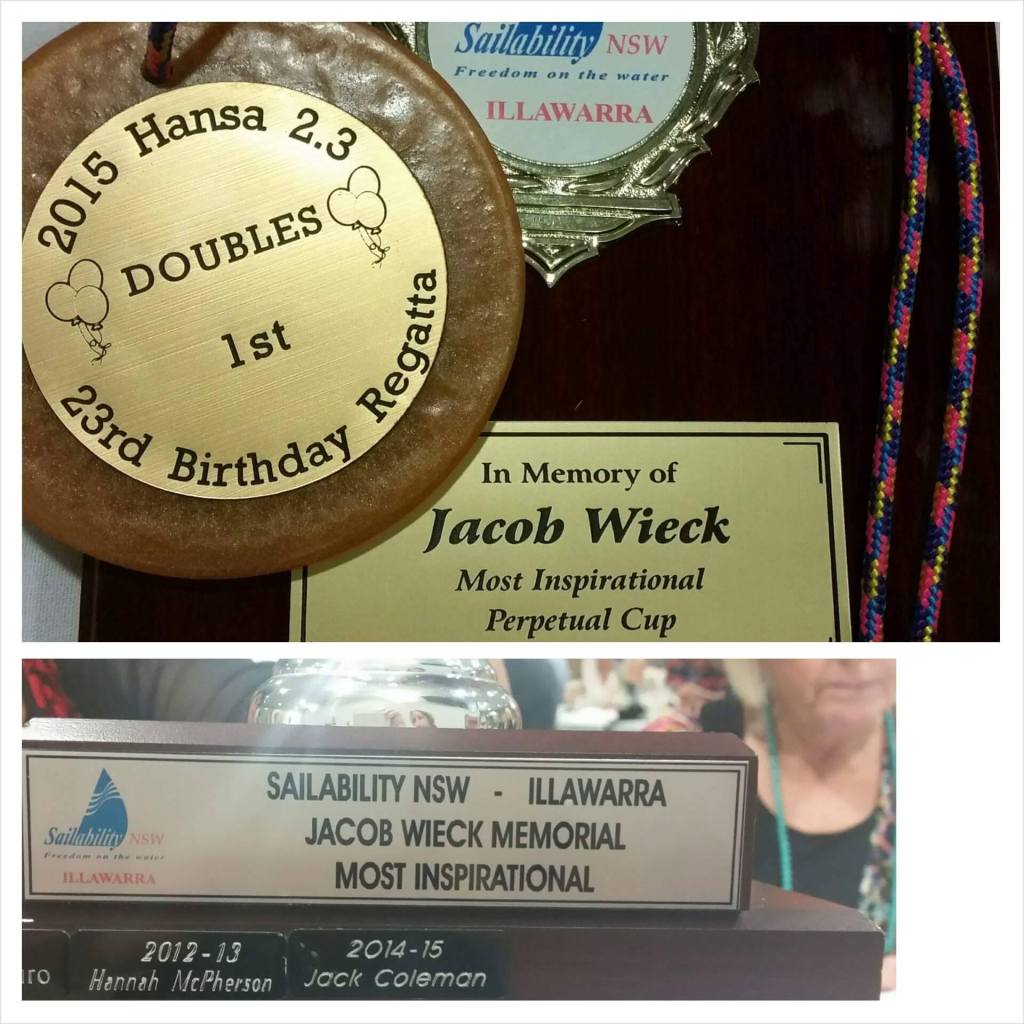 2015 Hansa 2.3
DOUBLES
1st
23rd Birthday Regatta
Sailability NSW
Freedom on the water
ILLAWARRA
In Memory of
Jacob Wieck
Most Inspirational
Perpetual Cup
Sailability NSW
Freedom on the water
ILLAWARRA
SAILABILITY NSW - ILLAWARRA
JACOB WIECK MEMORIAL
MOST INSPIRATIONAL
2012-13
Hannah McPherson
2014-15
Jack Coleman